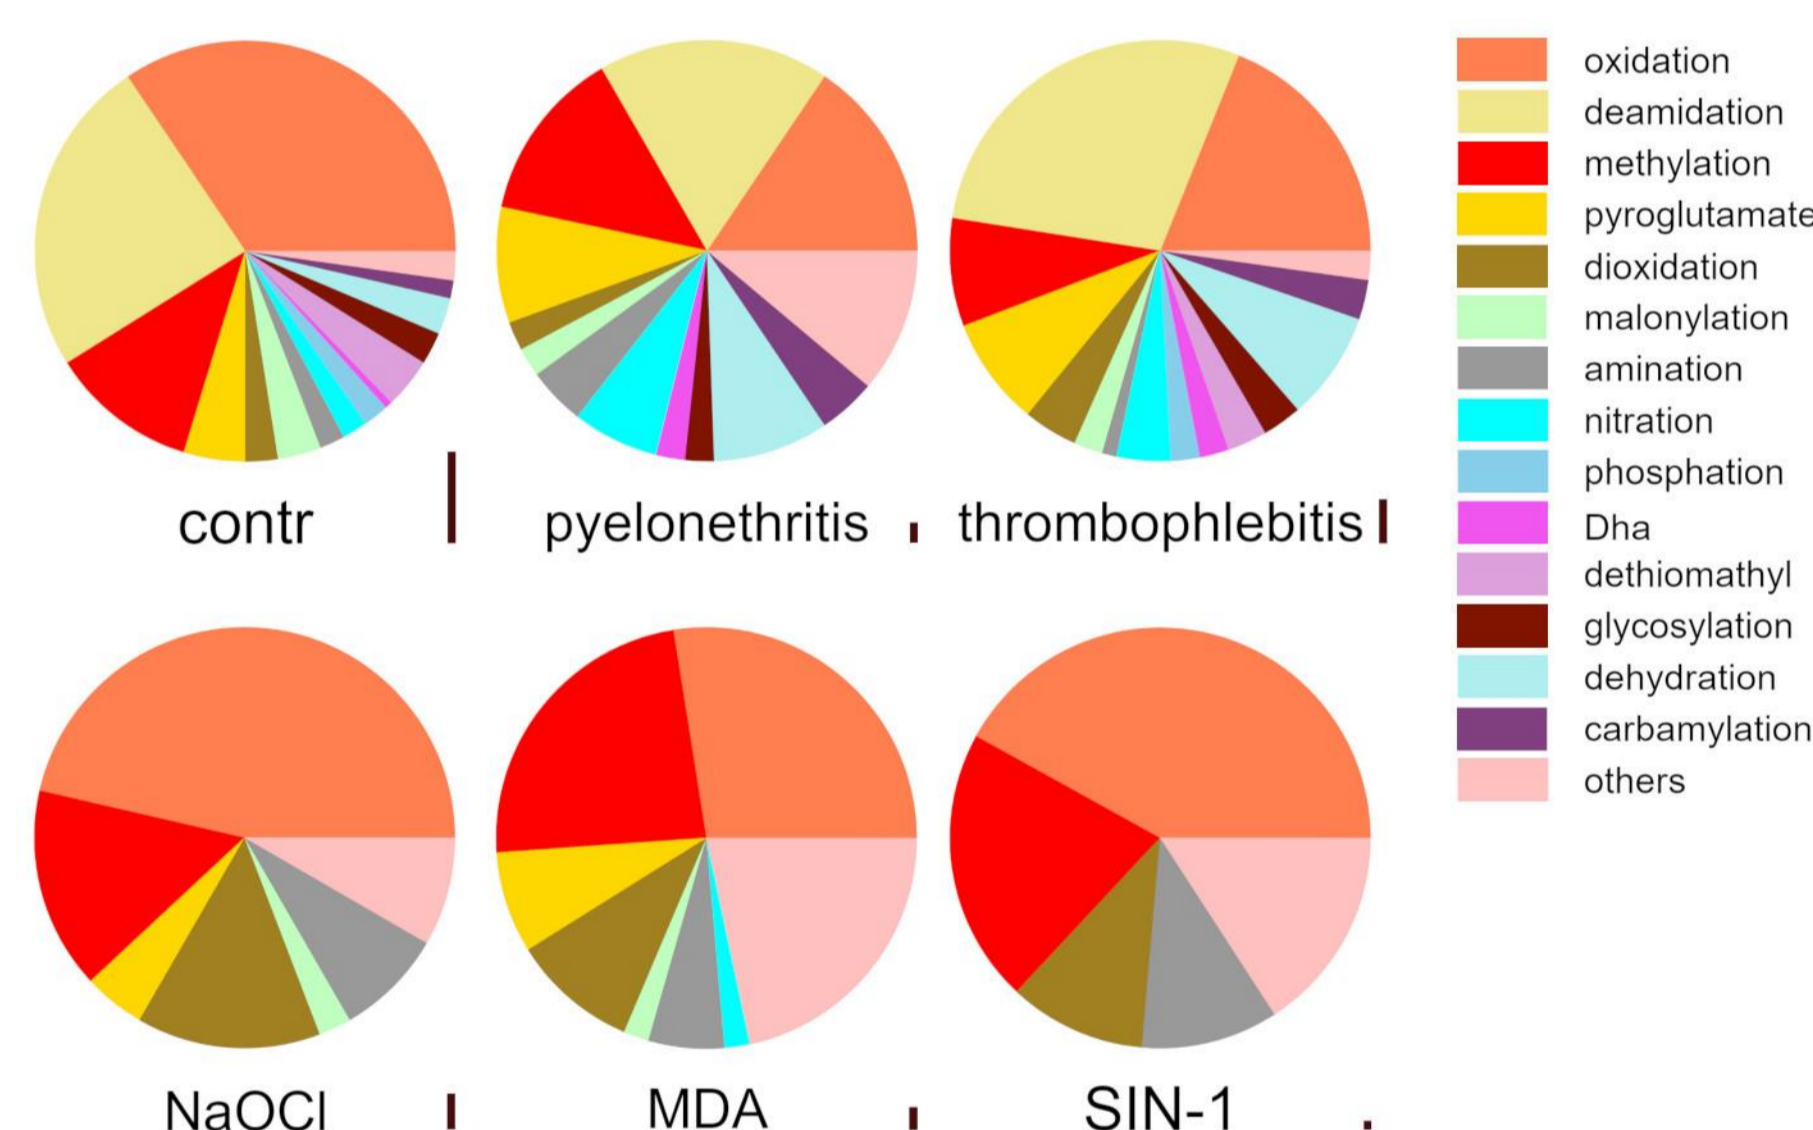 contr
pyelonethritis
thrombophlebitis
NaOCl
MDA
SIN-1
oxidation
deamidation
methylation
pyroglutamate
dioxidation
malonylation
amination
nitration
phosphation
Dha
dethiomathyl
glycosylation
dehydration
carbamylation
others